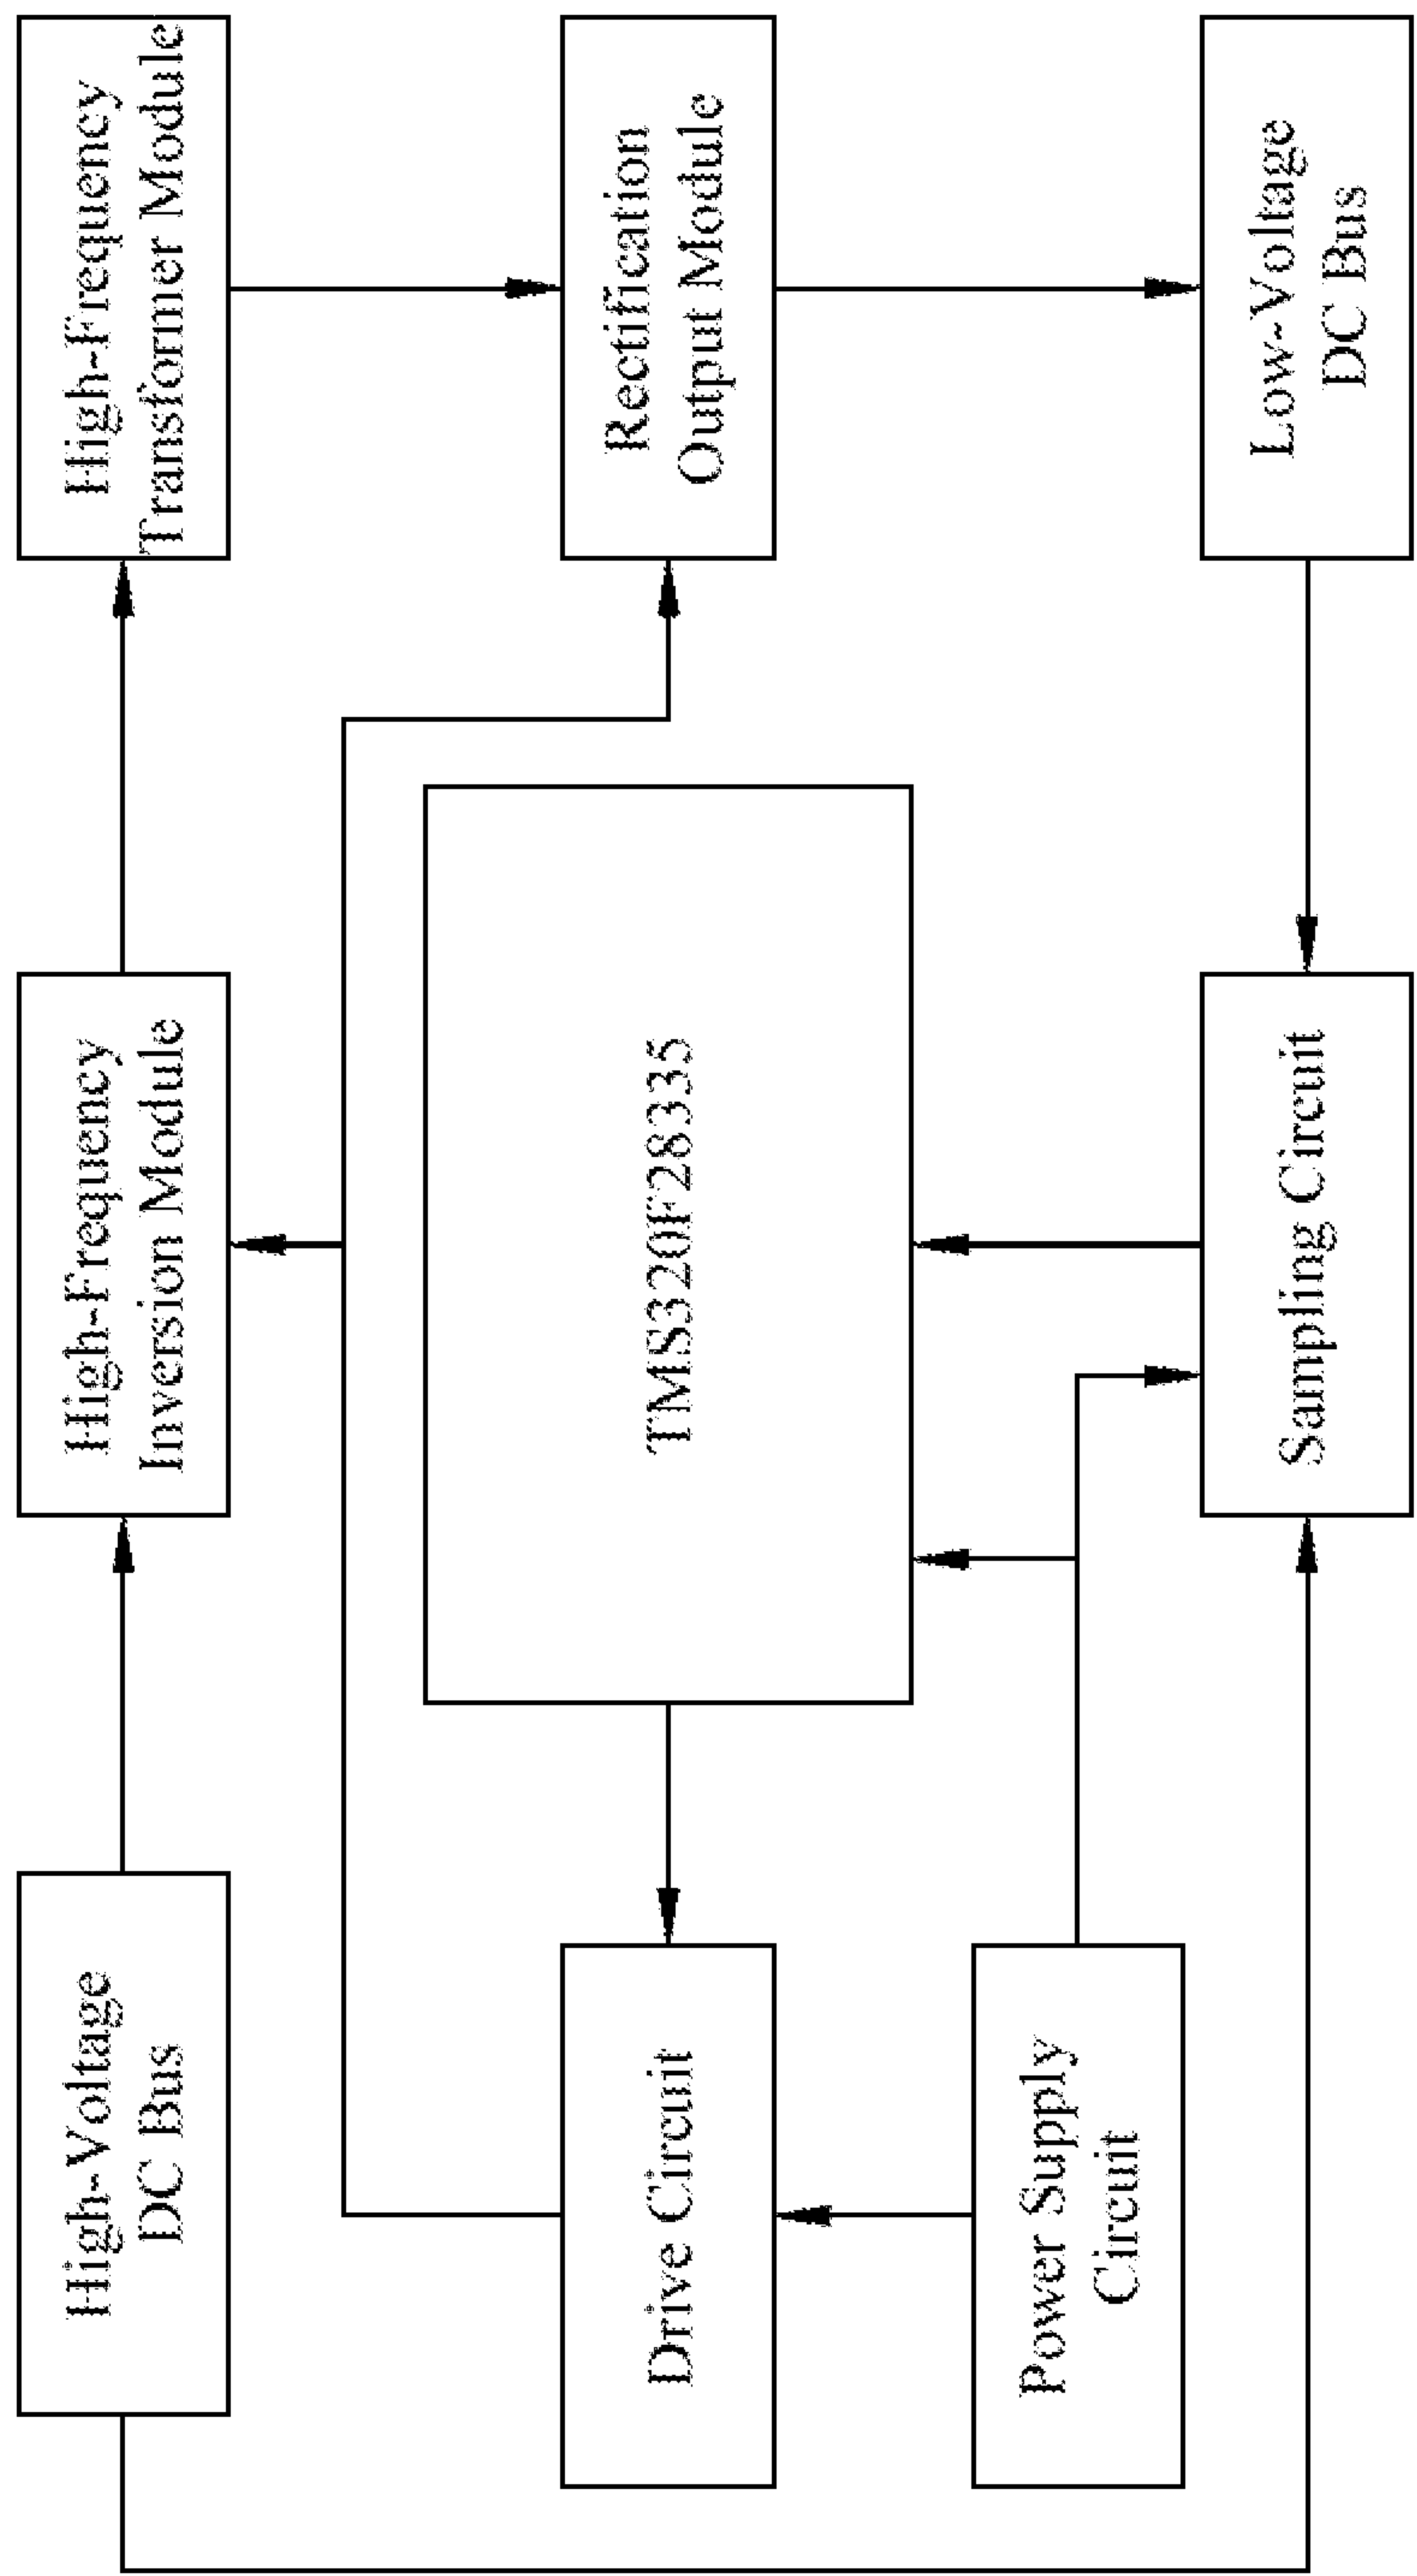 High-Voltage
DC Bus
High-Frequency
Inversion Module
High-Frequency
Transformer Module
Drive Circuit
TMS320F28335
Rectification
Output Module
Power Supply
Circuit
Sampling Circuit
Low-Voltage
DC Bus